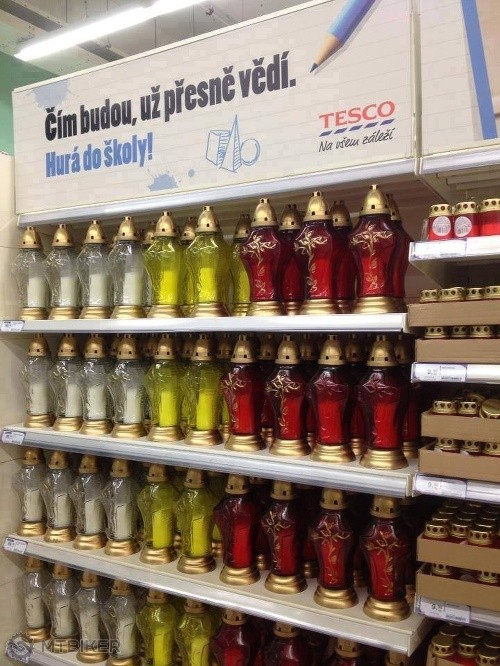 Čím budou, už přesně vědí.
Hurá do školy!
TESCO
Na všem záleží
MTBIKER